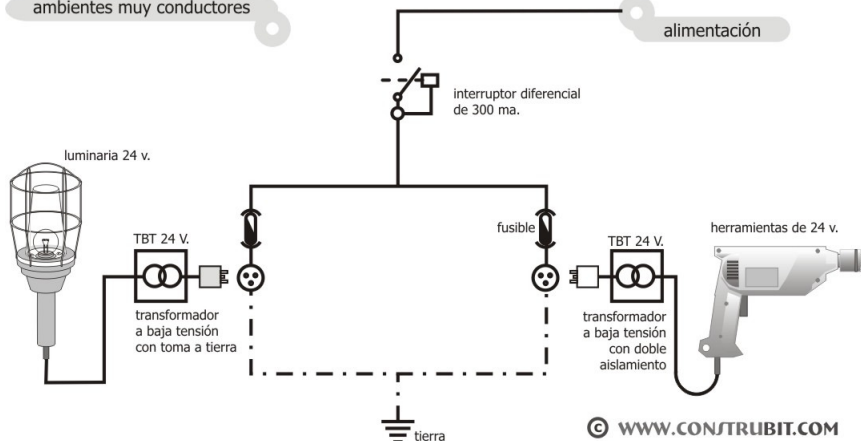 ambientes muy conductores
alimentación
interruptor diferencial
de 300 ma.
luminaria 24 v.
fusible
herramientas de 24 v.
TBT 24 V.
TBT 24 V.
transformador
a baja tensión
con toma a tierra
transformador
a baja tensión
con doble
aislamiento
tierra
© WWW.CONSTRUBIT.COM